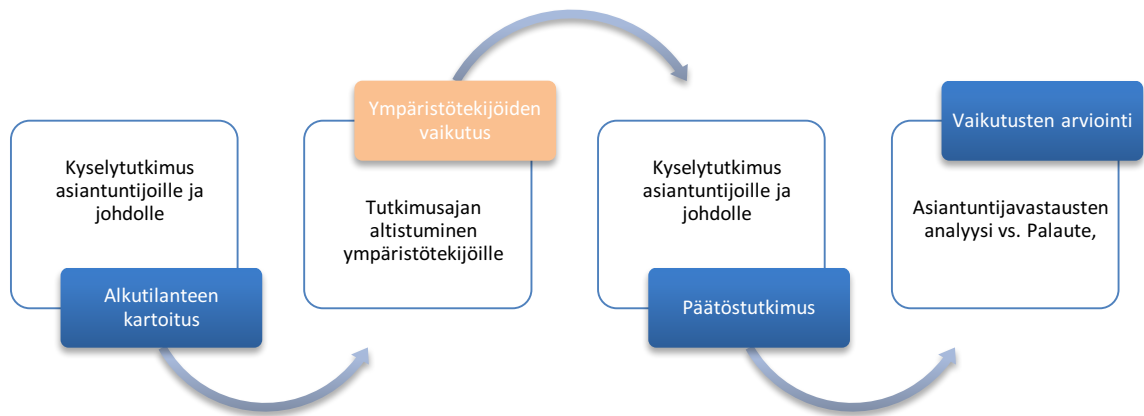 Kyselytutkimus
asiantuntijoille ja
johdolle
Alkutilanteen
kartoitus
Ympäristötekijöiden
vaikutus
Tutkimusajan
altistuminen
ympäristötekijöille
Kyselytutkimus
asiantuntijoille ja
johdolle
Päätöstutkimus
Vaikutusten arviointi
Asiantuntijavastausten
analyysi vs. Palaute,